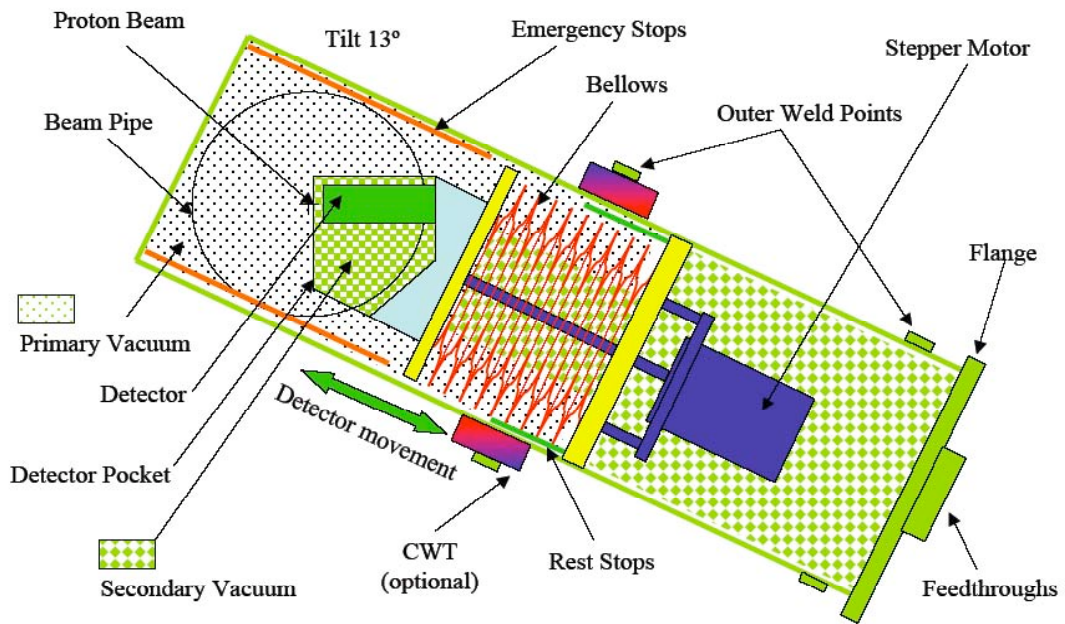 Proton Beam
Tilt 13º
Emergency Stops
Stepper Motor
Bellows
Beam Pipe
Outer Weld Points
Flange
Primary Vacuum
Detector
Detector movement
Detector Pocket
CWT
(optional)
Rest Stops
Secondary Vacuum
Feedthroughs